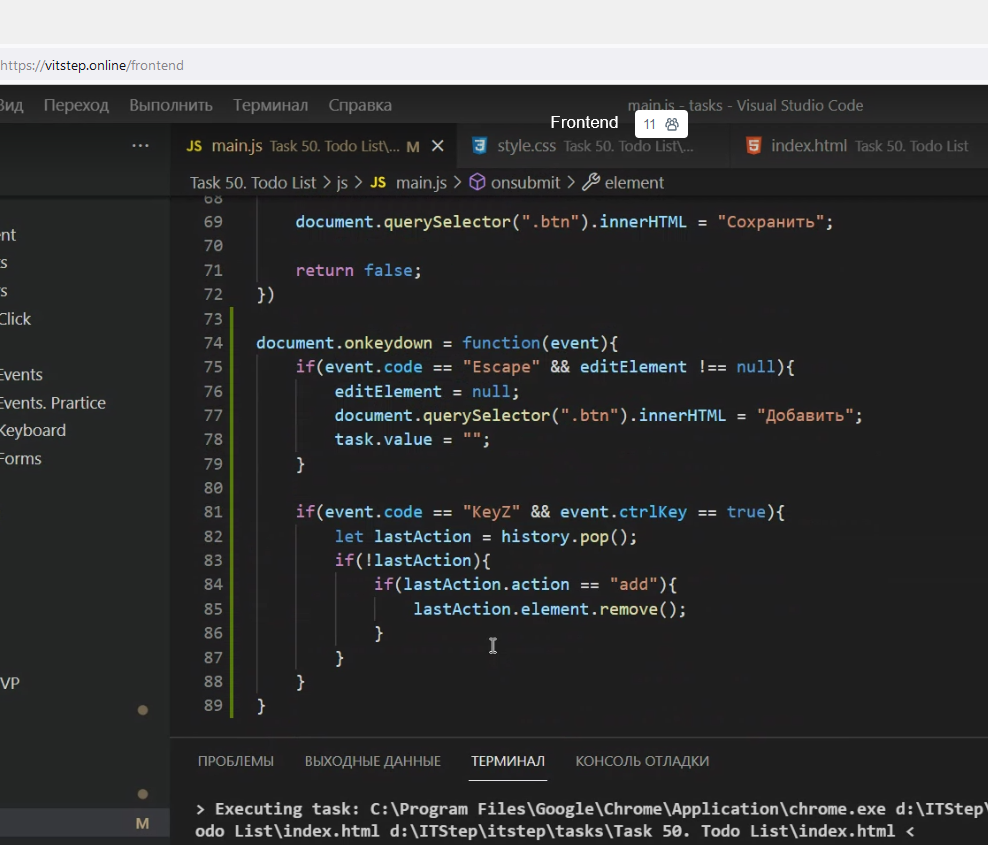 https://vitstep.online/frontend
Вид Переход Выполнить Терминал Справка main.js - tasks - Visual Studio Code
Frontend 11
... JS main.js Task 50. Todo List\... M style.css Task 50. Todo List\... index.html Task 50. Todo List
Task 50. Todo List > js > JS main.js > onsubmit > element
68
69 document.querySelector(".btn").innerHTML = "Сохранить";
70
71 return false;
72 })
73
74 document.onkeydown = function(event){
75 if(event.code == "Escape" && editElement !== null){
76 editElement = null;
77 document.querySelector(".btn").innerHTML = "Добавить";
78 task.value = "";
79 }
80
81 if(event.code == "KeyZ" && event.ctrlKey == true){
82 let lastAction = history.pop();
83 if(!lastAction){
84 if(lastAction.action == "add"){
85 lastAction.element.remove();
86 }
87 }
88 }
89 }
nt
s
s
Click
Events
Events. Prartice
Keyboard
Forms
VP
M
ПРОБЛЕМЫ ВЫХОДНЫЕ ДАННЫЕ ТЕРМИНАЛ КОНСОЛЬ ОТЛАДКИ
> Executing task: C:\Program Files\Google\Chrome\Application\chrome.exe d:\ITStep\
odo List\index.html d:\ITStep\itstep\tasks\Task 50. Todo List\index.html <